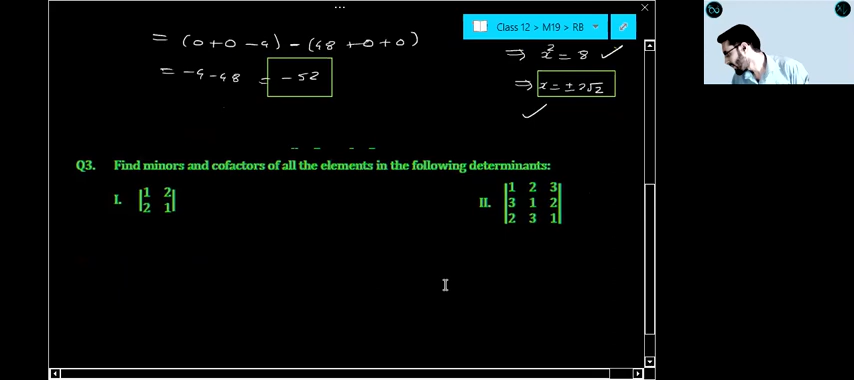 ...
Class 12 > M19 > RB
= (0+0-4) - (48+0+0)
= -4-48 = -52
⇒ x² = 8 ✓
⇒ x = ±2√2
✓
Q3. Find minors and cofactors of all the elements in the following determinants:
I. |1 2|
|2 1|
II. |1 2 3|
|3 1 2|
|2 3 1|